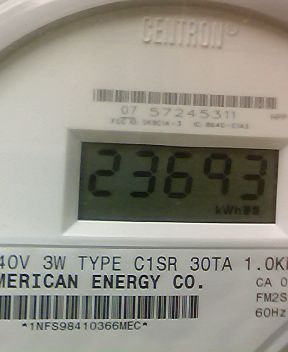 CENTRON®
07 57245311
23693
kWh
40V 3W TYPE C1SR 30TA 1.0K
MERICAN ENERGY CO.
CA 0
FM2S
60Hz
*1NFS98410366MEC*